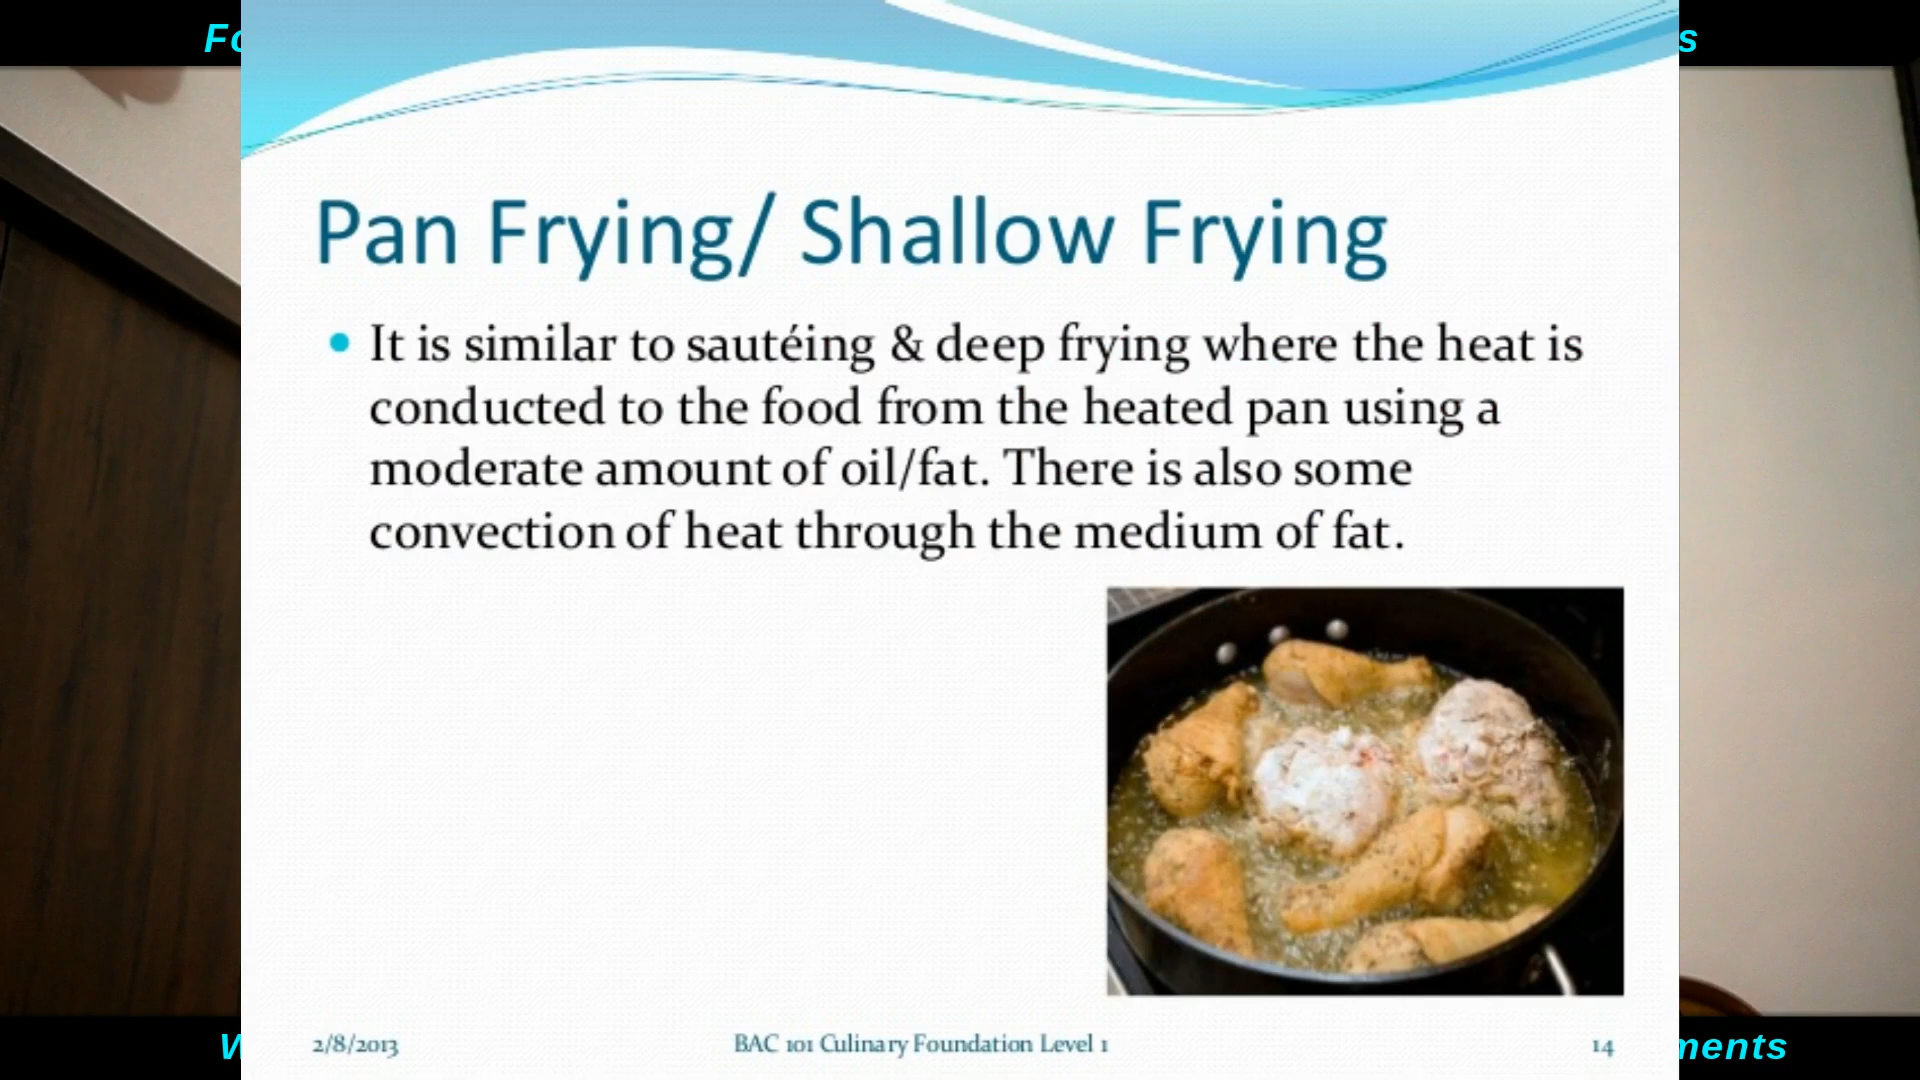 Pan Frying/ Shallow Frying
It is similar to sautéing & deep frying where the heat is
conducted to the food from the heated pan using a
moderate amount of oil/fat. There is also some
convection of heat through the medium of fat.
2/8/2013
BAC 101 Culinary Foundation Level 1
14